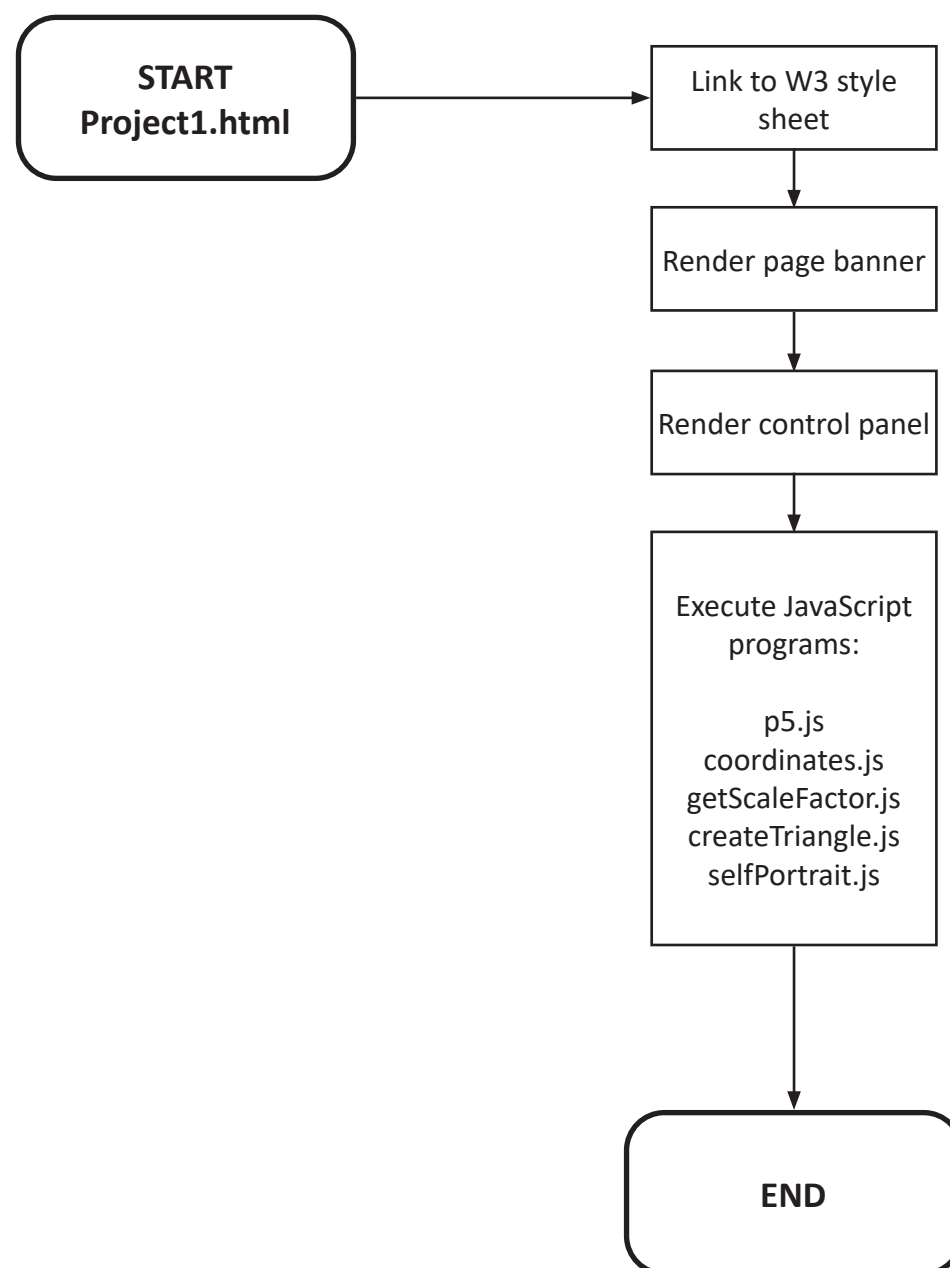 START
Project1.html
Link to W3 style
sheet
Render page banner
Render control panel
Execute JavaScript
programs:
p5.js
coordinates.js
getScaleFactor.js
createTriangle.js
selfPortrait.js
END